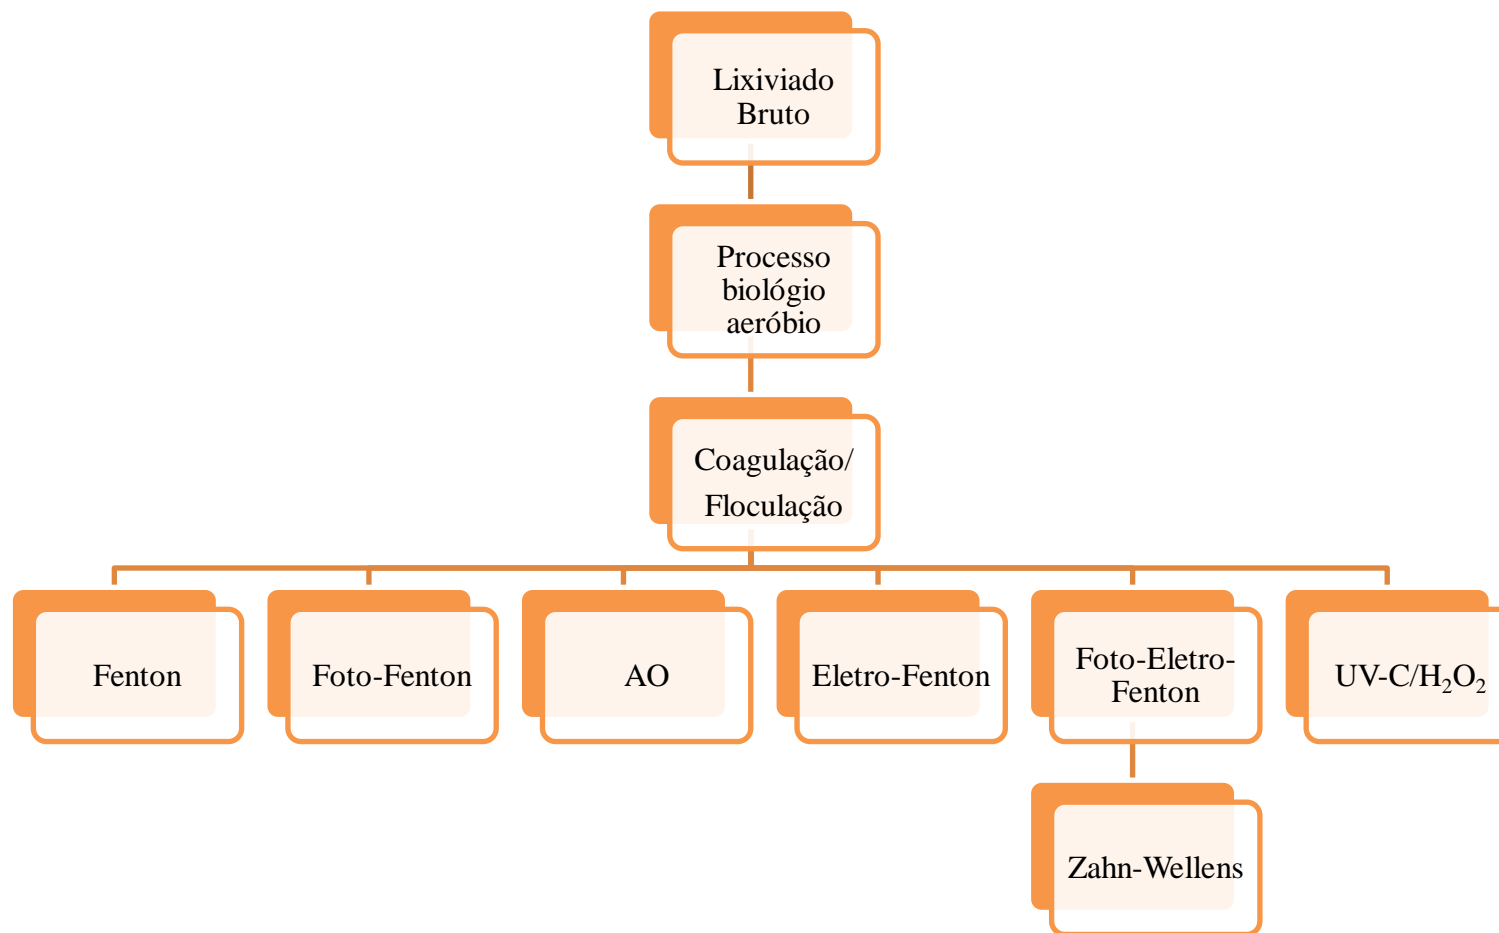 Lixiviado
Bruto
Processo
biológio
aeróbio
Coagulação/
Floculação
Fenton
Foto-Fenton
AO
Eletro-Fenton
Foto-Eletro-
Fenton
UV-C/H₂O₂
Zahn-Wellens